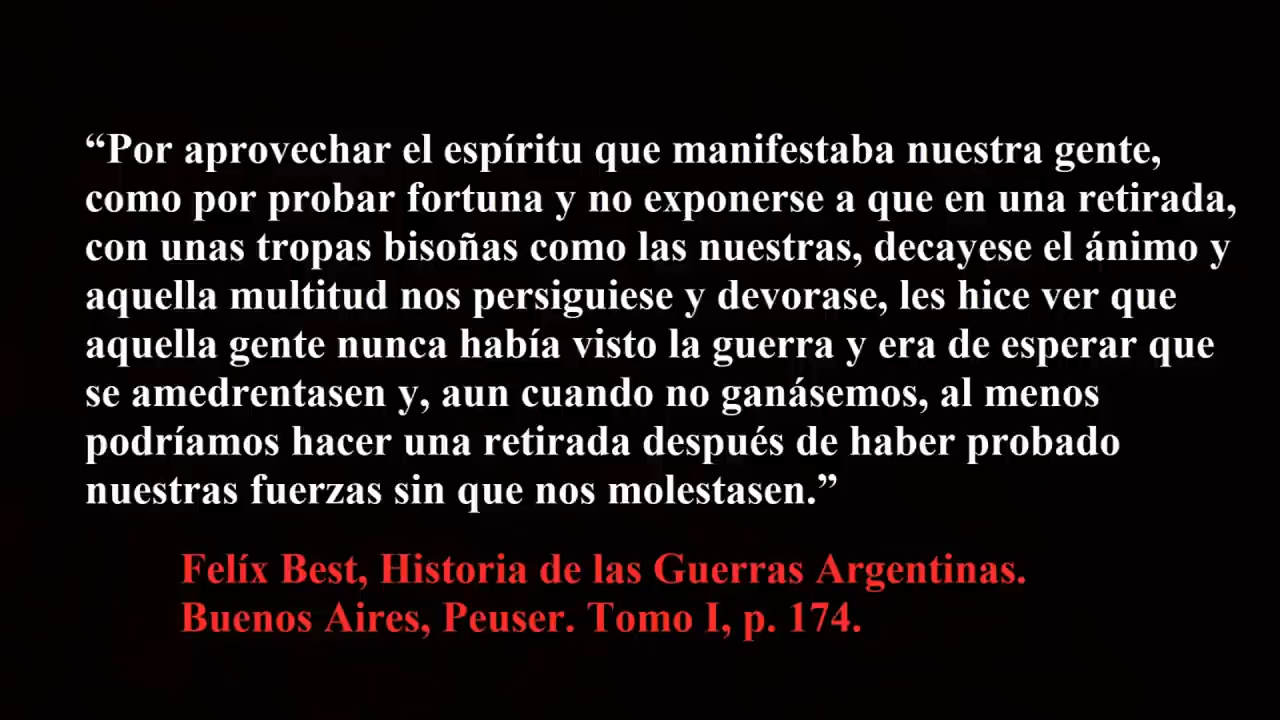 “Por aprovechar el espíritu que manifestaba nuestra gente,
como por probar fortuna y no exponerse a que en una retirada,
con unas tropas bisoñas como las nuestras, decayese el ánimo y
aquella multitud nos persiguiese y devorase, les hice ver que
aquella gente nunca había visto la guerra y era de esperar que
se amedrentasen y, aun cuando no ganásemos, al menos
podríamos hacer una retirada después de haber probado
nuestras fuerzas sin que nos molestasen.”
Felíx Best, Historia de las Guerras Argentinas.
Buenos Aires, Peuser. Tomo I, p. 174.